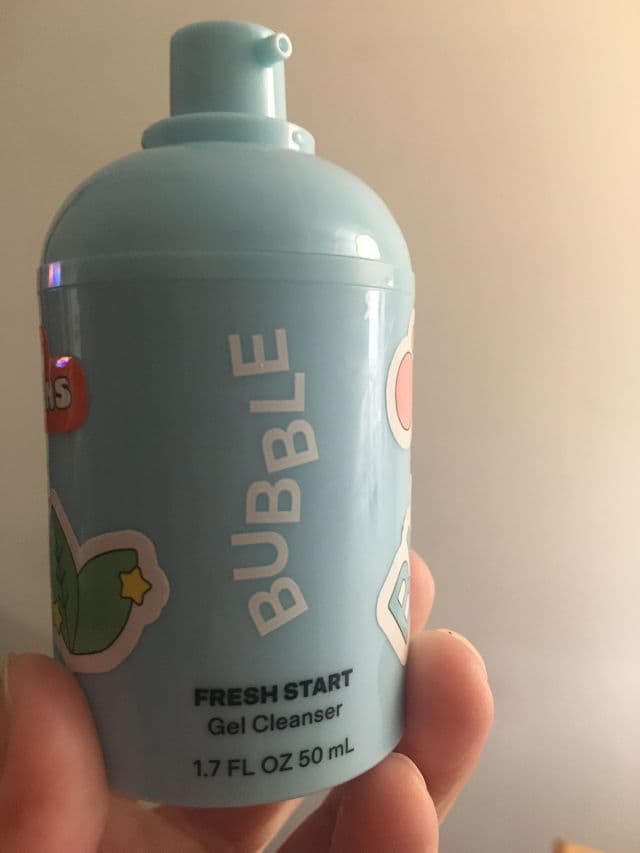 BUBBLE
FRESH START
Gel Cleanser
1.7 FL OZ 50 mL